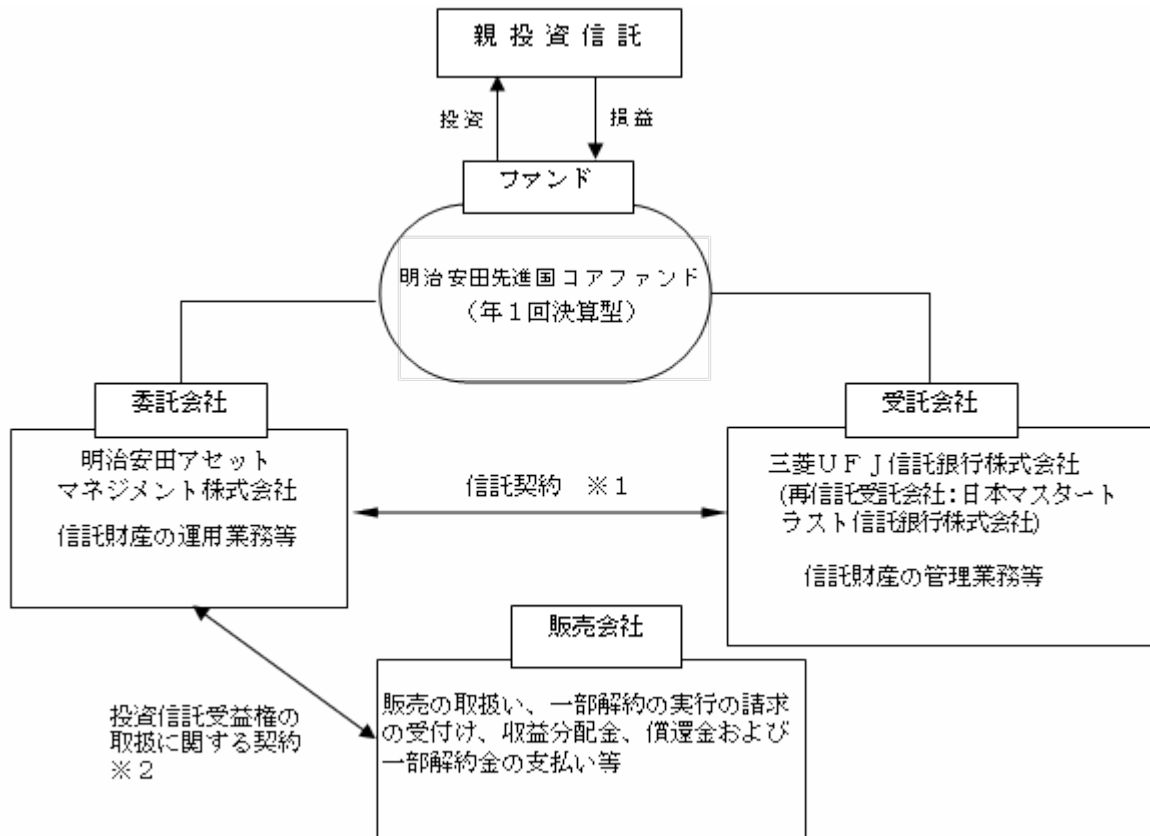 親投資信託
投資
損益
ファンド
明治安田先進国コアファンド
（年１回決算型）
委託会社
明治安田アセット
マネジメント株式会社
信託財産の運用業務等
信託契約　※１
受託会社
三菱ＵＦＪ信託銀行株式会社
(再信託受託会社：日本マスタート
ラスト信託銀行株式会社)
信託財産の管理業務等
投資信託受益権の
取扱に関する契約
※２
販売会社
販売の取扱い、一部解約の実行の請求
の受付け、収益分配金、償還金および
一部解約金の支払い等